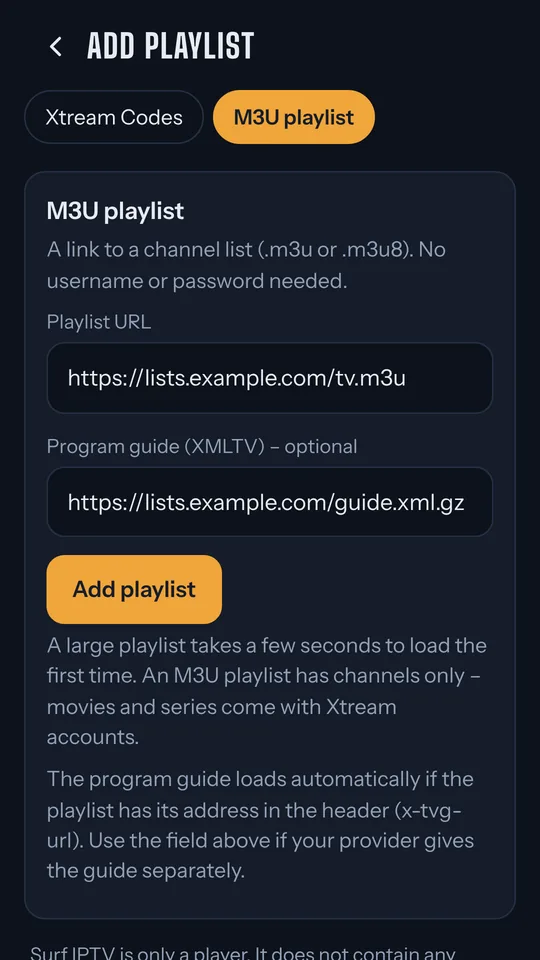 ADD PLAYLIST
Xtream Codes
M3U playlist
M3U playlist
A link to a channel list (.m3u or .m3u8). No
username or password needed.
Playlist URL
https://lists.example.com/tv.m3u
Program guide (XMLTV) – optional
https://lists.example.com/guide.xml.gz
Add playlist
A large playlist takes a few seconds to load the
first time. An M3U playlist has channels only –
movies and series come with Xtream
accounts.
The program guide loads automatically if the
playlist has its address in the header (x-tvg-
url). Use the field above if your provider gives
the guide separately.
Surf IPTV is only a player. It does not contain any